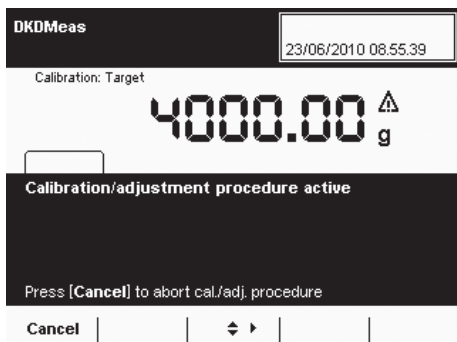 DKDMeas
23/06/2010 08.55.39
Calibration: Target
4000.00 g
Calibration/adjustment procedure active
Press [Cancel] to abort cal./adj. procedure
Cancel